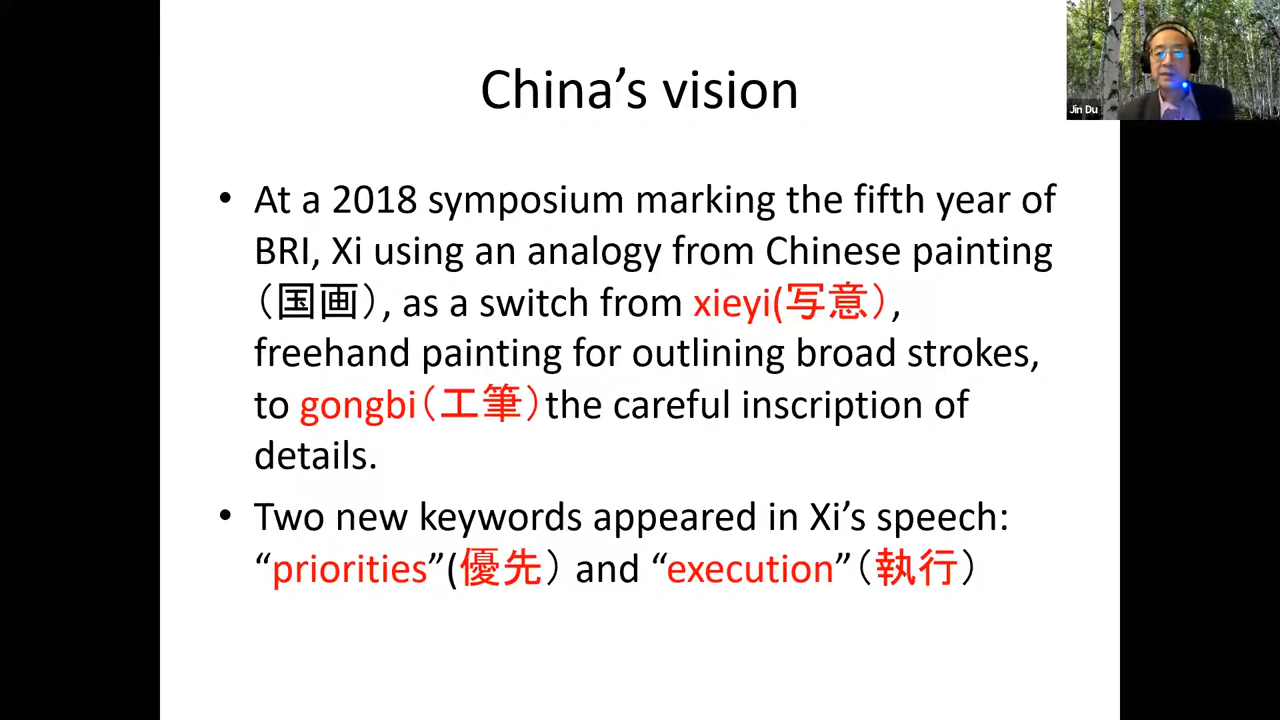 China’s vision
• At a 2018 symposium marking the fifth year of
BRI, Xi using an analogy from Chinese painting
（国画）, as a switch from xieyi(写意）,
freehand painting for outlining broad strokes,
to gongbi（工筆）the careful inscription of
details.
• Two new keywords appeared in Xi’s speech:
“priorities”(優先） and “execution”（執行）
Jin Du